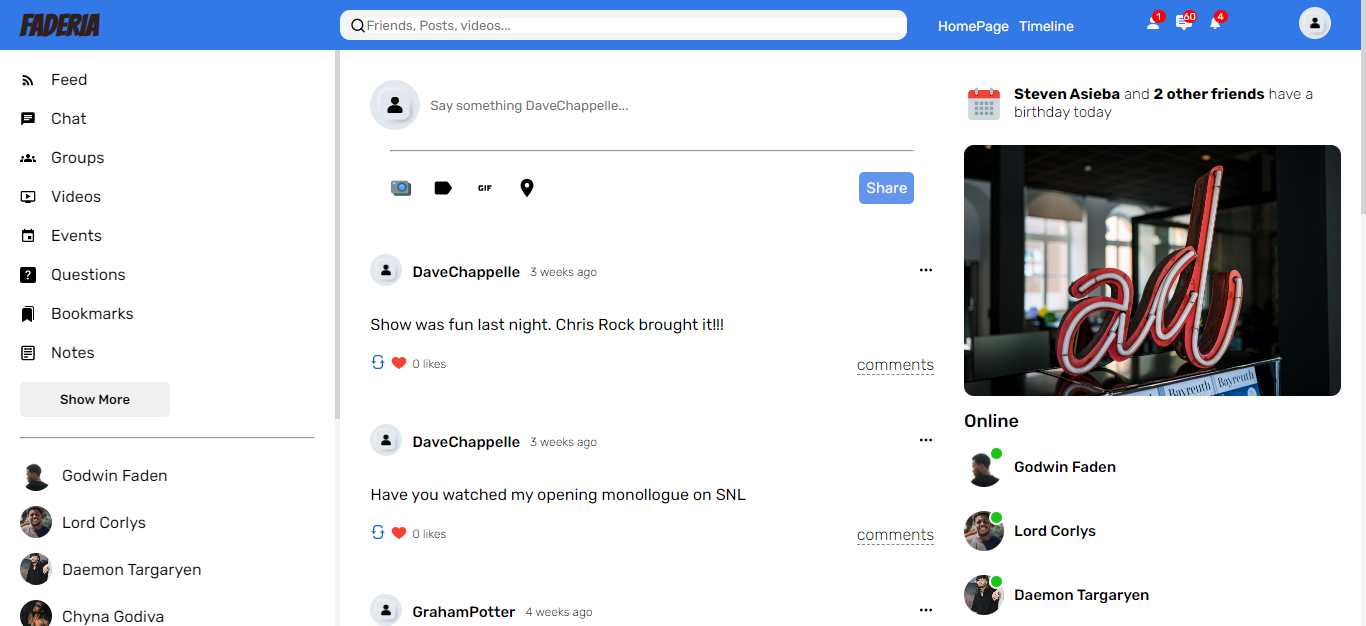 FADERIA
Friends, Posts, videos...
HomePage Timeline
1
60
4
Feed
Chat
Groups
Videos
Events
Questions
Bookmarks
Notes
Show More
Godwin Faden
Lord Corlys
Daemon Targaryen
Chyna Godiva
Say something DaveChappelle...
GIF
Share
DaveChappelle 3 weeks ago
Show was fun last night. Chris Rock brought it!!!
0 likes
comments
DaveChappelle 3 weeks ago
Have you watched my opening monollogue on SNL
0 likes
comments
GrahamPotter 4 weeks ago
Steven Asieba and 2 other friends have a
birthday today
ad
Bayreuth
Bayreuth
Online
Godwin Faden
Lord Corlys
Daemon Targaryen